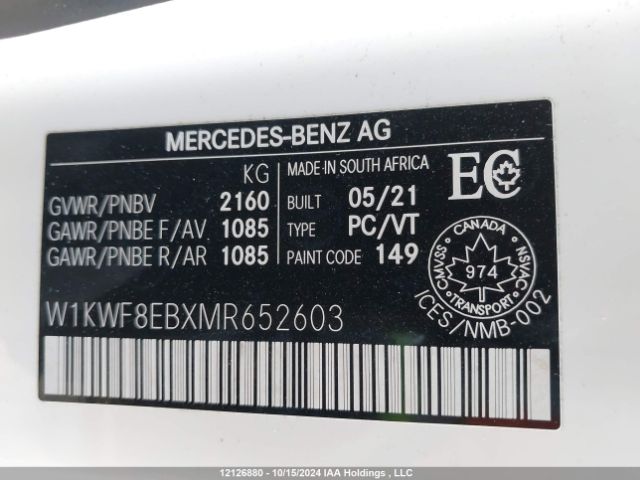 MERCEDES-BENZ AG
KG
GVWR/PNBV 2160
GAWR/PNBE F/AV 1085
GAWR/PNBE R/AR 1085
MADE IN SOUTH AFRICA
BUILT 05/21
TYPE PC/VT
PAINT CODE 149
EC
CANADA
CMVSS 974 NSVAC
TRANSPORT
ICES/NMB-002
W1KWF8EBXMR652603
12126880 - 10/15/2024 IAA Holdings , LLC